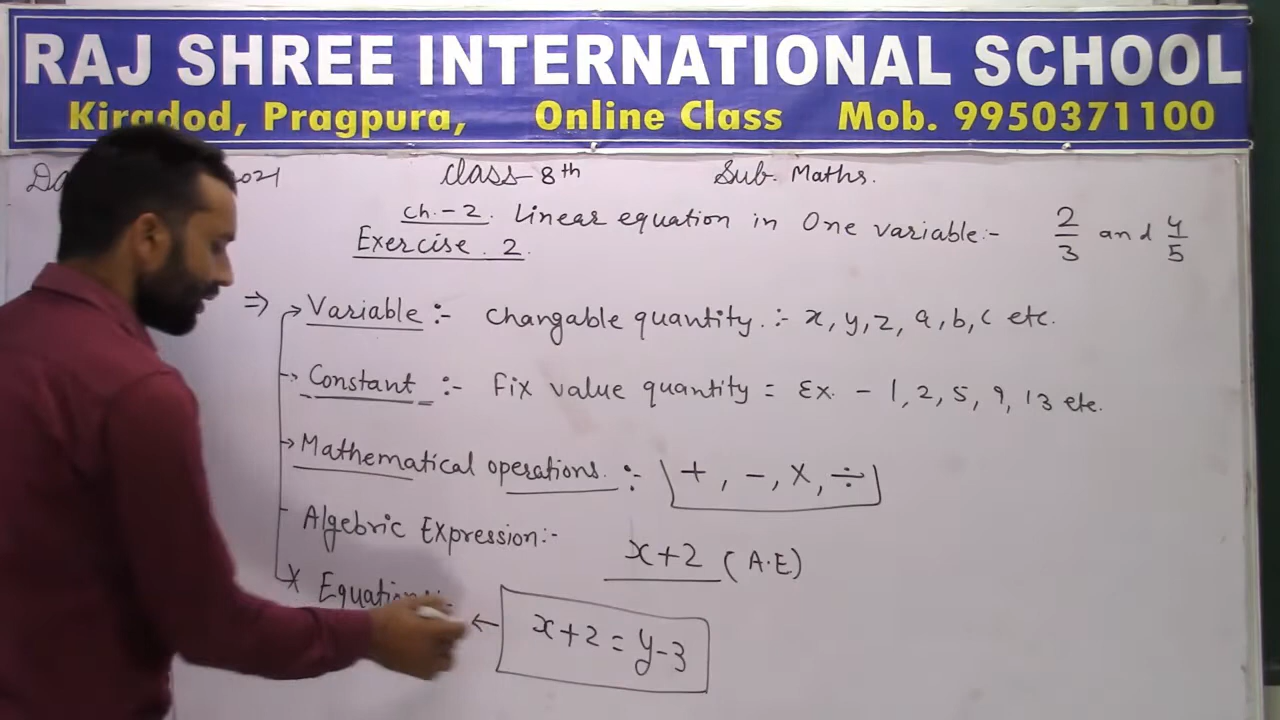 RAJ SHREE INTERNATIONAL SCHOOL
Kiradod, Pragpura, Online Class Mob. 9950371100
Class - 8th Sub. Maths.
Ch. - 2. Linear equation in One variable :- 2/3 and 4/5
Exercise . 2.
⇒ → Variable :- Changable quantity. :- x, y, z, a, b, c etc.
→ Constant :- Fix value quantity = Ex. - 1, 2, 5, 9, 13 etc.
→ Mathematical operations. :- +, -, ×, ÷
- Algebric Expression :- x+2 (A.E)
X Equation :- ← x+2 = y-3